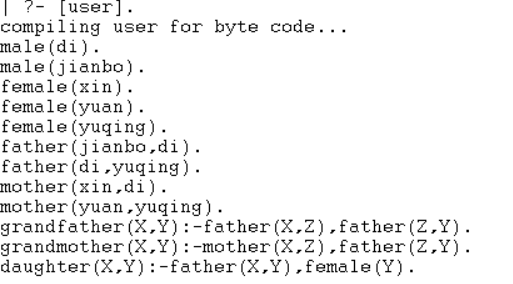 | ?- [user].
compiling user for byte code...
male(di).
male(jianbo).
female(xin).
female(yuan).
female(yuqing).
father(jianbo,di).
father(di,yuqing).
mother(xin,di).
mother(yuan,yuqing).
grandfather(X,Y):-father(X,Z),father(Z,Y).
grandmother(X,Y):-mother(X,Z),father(Z,Y).
daughter(X,Y):-father(X,Y),female(Y).